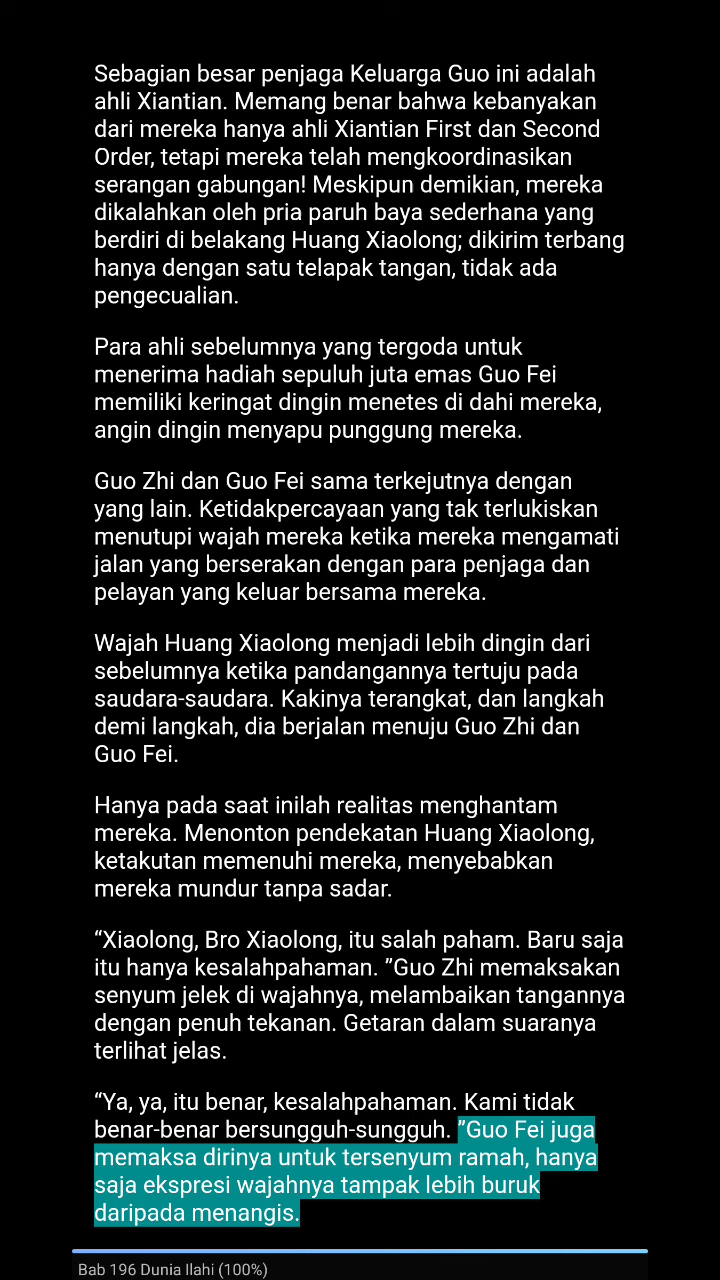 Sebagian besar penjaga Keluarga Guo ini adalah
ahli Xiantian. Memang benar bahwa kebanyakan
dari mereka hanya ahli Xiantian First dan Second
Order, tetapi mereka telah mengkoordinasikan
serangan gabungan! Meskipun demikian, mereka
dikalahkan oleh pria paruh baya sederhana yang
berdiri di belakang Huang Xiaolong; dikirim terbang
hanya dengan satu telapak tangan, tidak ada
pengecualian.
Para ahli sebelumnya yang tergoda untuk
menerima hadiah sepuluh juta emas Guo Fei
memiliki keringat dingin menetes di dahi mereka,
angin dingin menyapu punggung mereka.
Guo Zhi dan Guo Fei sama terkejutnya dengan
yang lain. Ketidakpercayaan yang tak terlukiskan
menutupi wajah mereka ketika mereka mengamati
jalan yang berserakan dengan para penjaga dan
pelayan yang keluar bersama mereka.
Wajah Huang Xiaolong menjadi lebih dingin dari
sebelumnya ketika pandangannya tertuju pada
saudara-saudara. Kakinya terangkat, dan langkah
demi langkah, dia berjalan menuju Guo Zhi dan
Guo Fei.
Hanya pada saat inilah realitas menghantam
mereka. Menonton pendekatan Huang Xiaolong,
ketakutan memenuhi mereka, menyebabkan
mereka mundur tanpa sadar.
“Xiaolong, Bro Xiaolong, itu salah paham. Baru saja
itu hanya kesalahpahaman. ”Guo Zhi memaksakan
senyum jelek di wajahnya, melambaikan tangannya
dengan penuh tekanan. Getaran dalam suaranya
terlihat jelas.
“Ya, ya, itu benar, kesalahpahaman. Kami tidak
benar-benar bersungguh-sungguh. ”Guo Fei juga
memaksa dirinya untuk tersenyum ramah, hanya
saja ekspresi wajahnya tampak lebih buruk
daripada menangis.
Bab 196 Dunia Ilahi (100%)